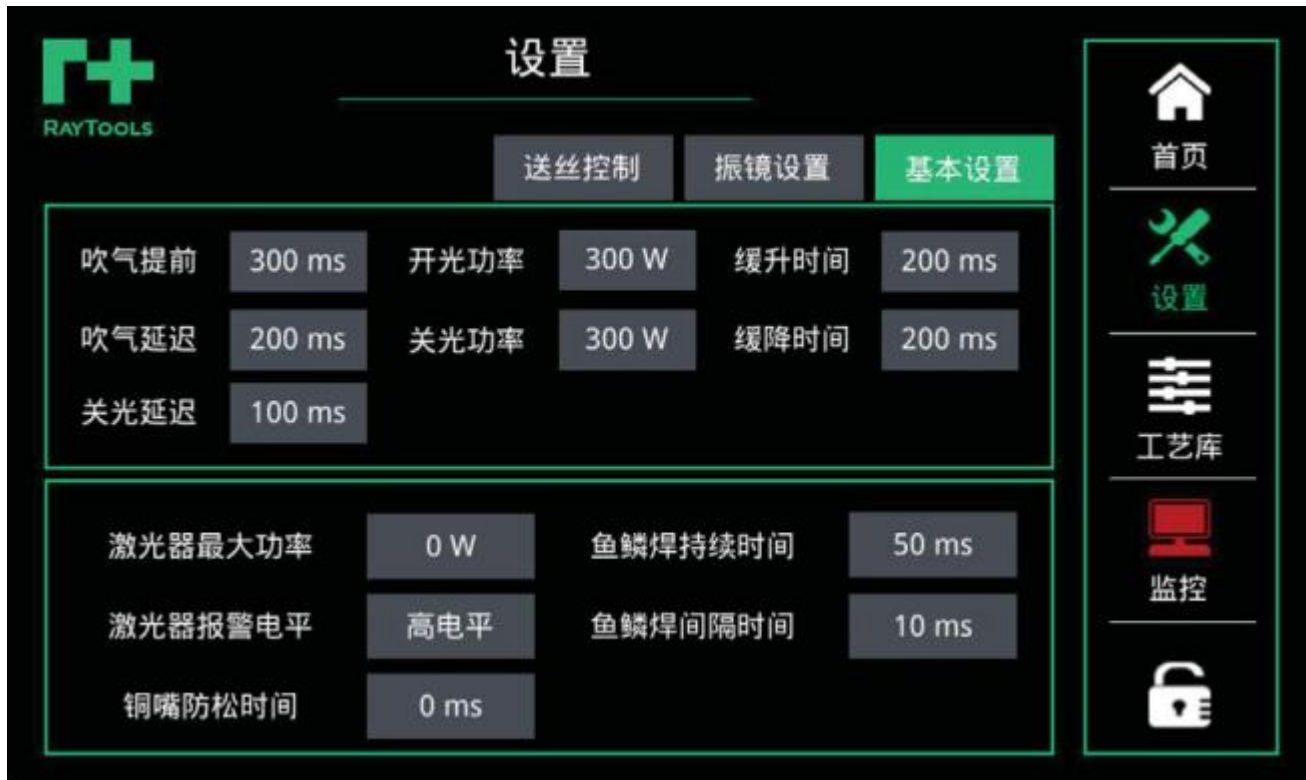 RAYTOOLS
设置
送丝控制 振镜设置 基本设置
吹气提前 300 ms 开光功率 300 W 缓升时间 200 ms
吹气延迟 200 ms 关光功率 300 W 缓降时间 200 ms
关光延迟 100 ms
激光器最大功率 0 W 鱼鳞焊持续时间 50 ms
激光器报警电平 高电平 鱼鳞焊间隔时间 10 ms
铜嘴防松时间 0 ms
首页
设置
工艺库
监控